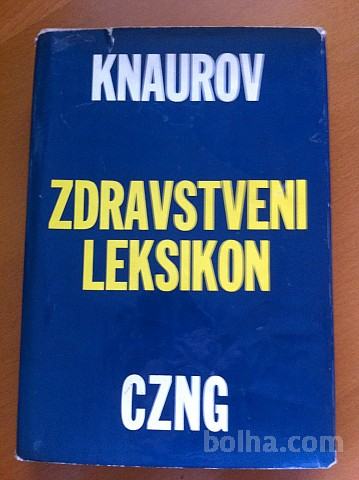 KNAUROV
ZDRAVSTVENI
LEKSIKON
CZNG
bolha.com